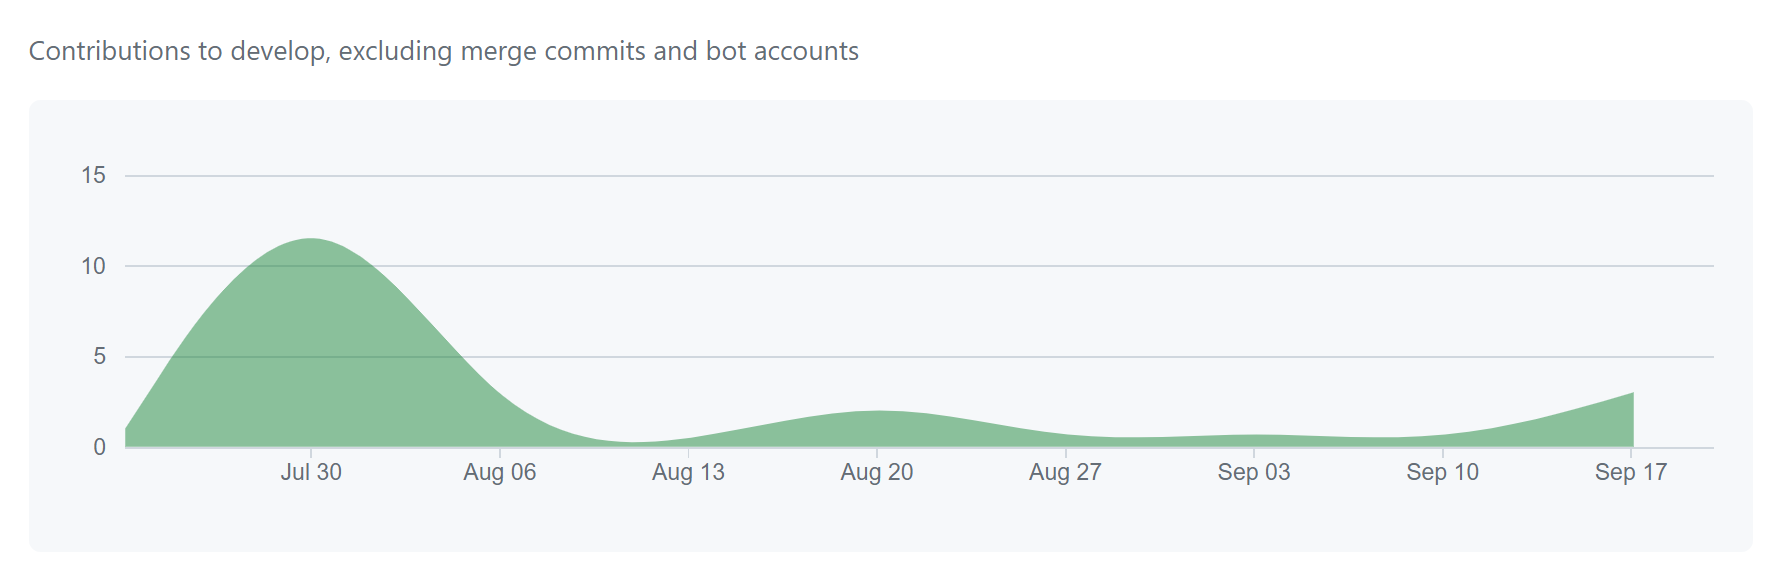 Contributions to develop, excluding merge commits and bot accounts
15
10
5
0
Jul 30 Aug 06 Aug 13 Aug 20 Aug 27 Sep 03 Sep 10 Sep 17